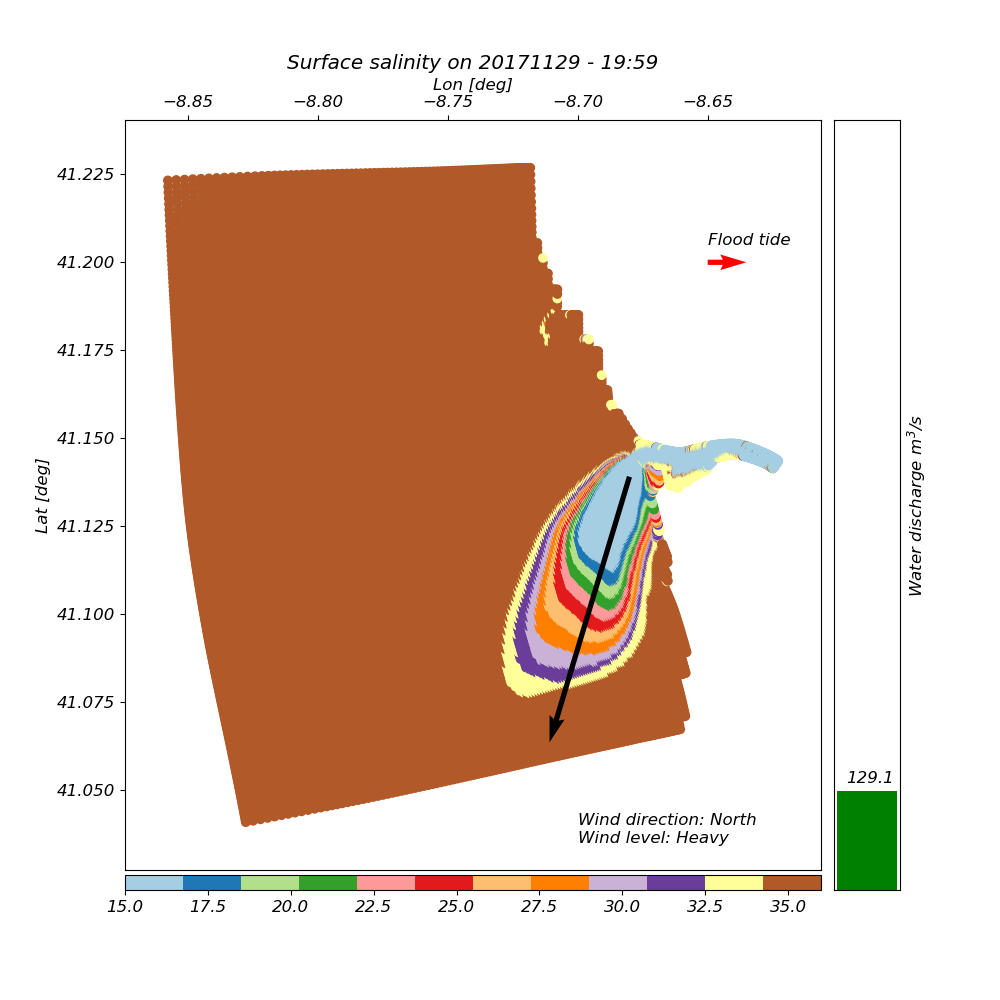 Surface salinity on 20171129 - 19:59
Lon [deg]
−8.85 −8.80 −8.75 −8.70 −8.65
41.225
41.200
41.175
41.150
41.125
41.100
41.075
41.050
Lat [deg]
Flood tide
Wind direction: North
Wind level: Heavy
15.0 17.5 20.0 22.5 25.0 27.5 30.0 32.5 35.0
129.1
Water discharge m³/s